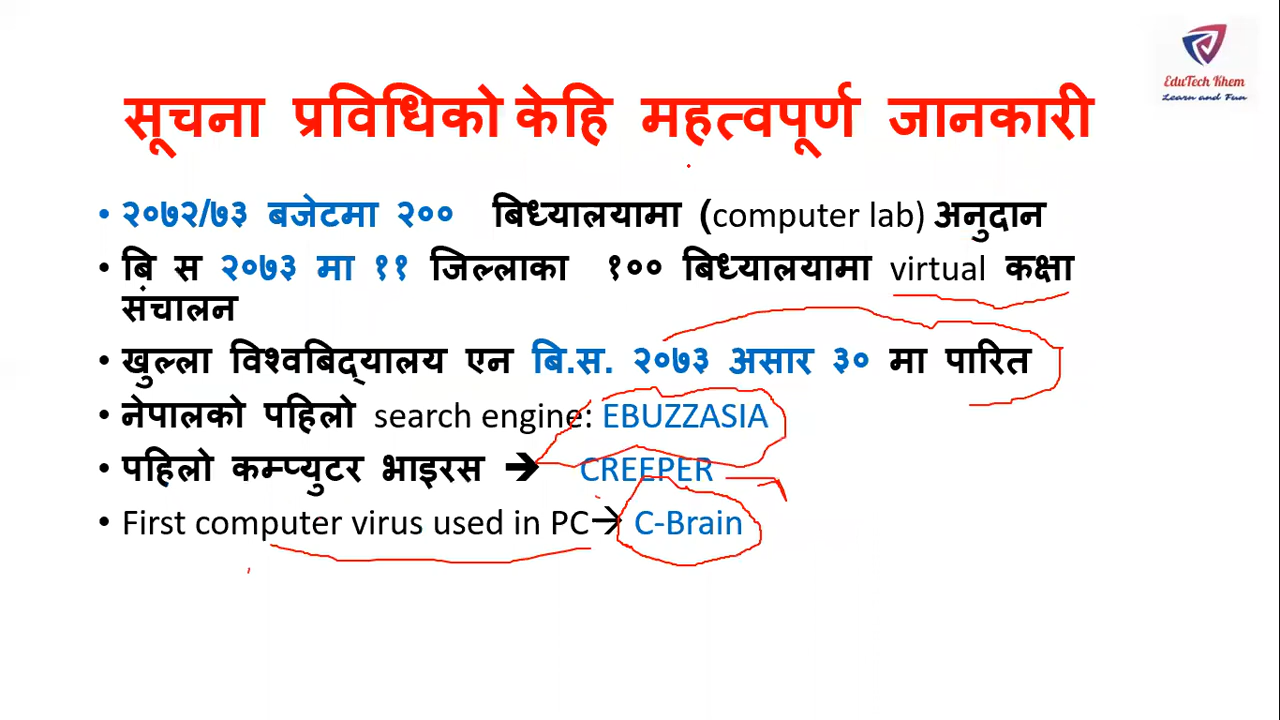 EduTech Khem
Learn and Fun
सूचना प्रविधिको केहि महत्वपूर्ण जानकारी
• २०७२/७३ बजेटमा २०० बिध्यालयामा (computer lab) अनुदान
• बि स २०७३ मा ११ जिल्लाका १०० बिध्यालयामा virtual कक्षा
संचालन
• खुल्ला विश्वबिद्यालय एन बि.स. २०७३ असार ३० मा पारित
• नेपालको पहिलो search engine: EBUZZASIA
• पहिलो कम्प्युटर भाइरस ➔ CREEPER
• First computer virus used in PC→ C-Brain